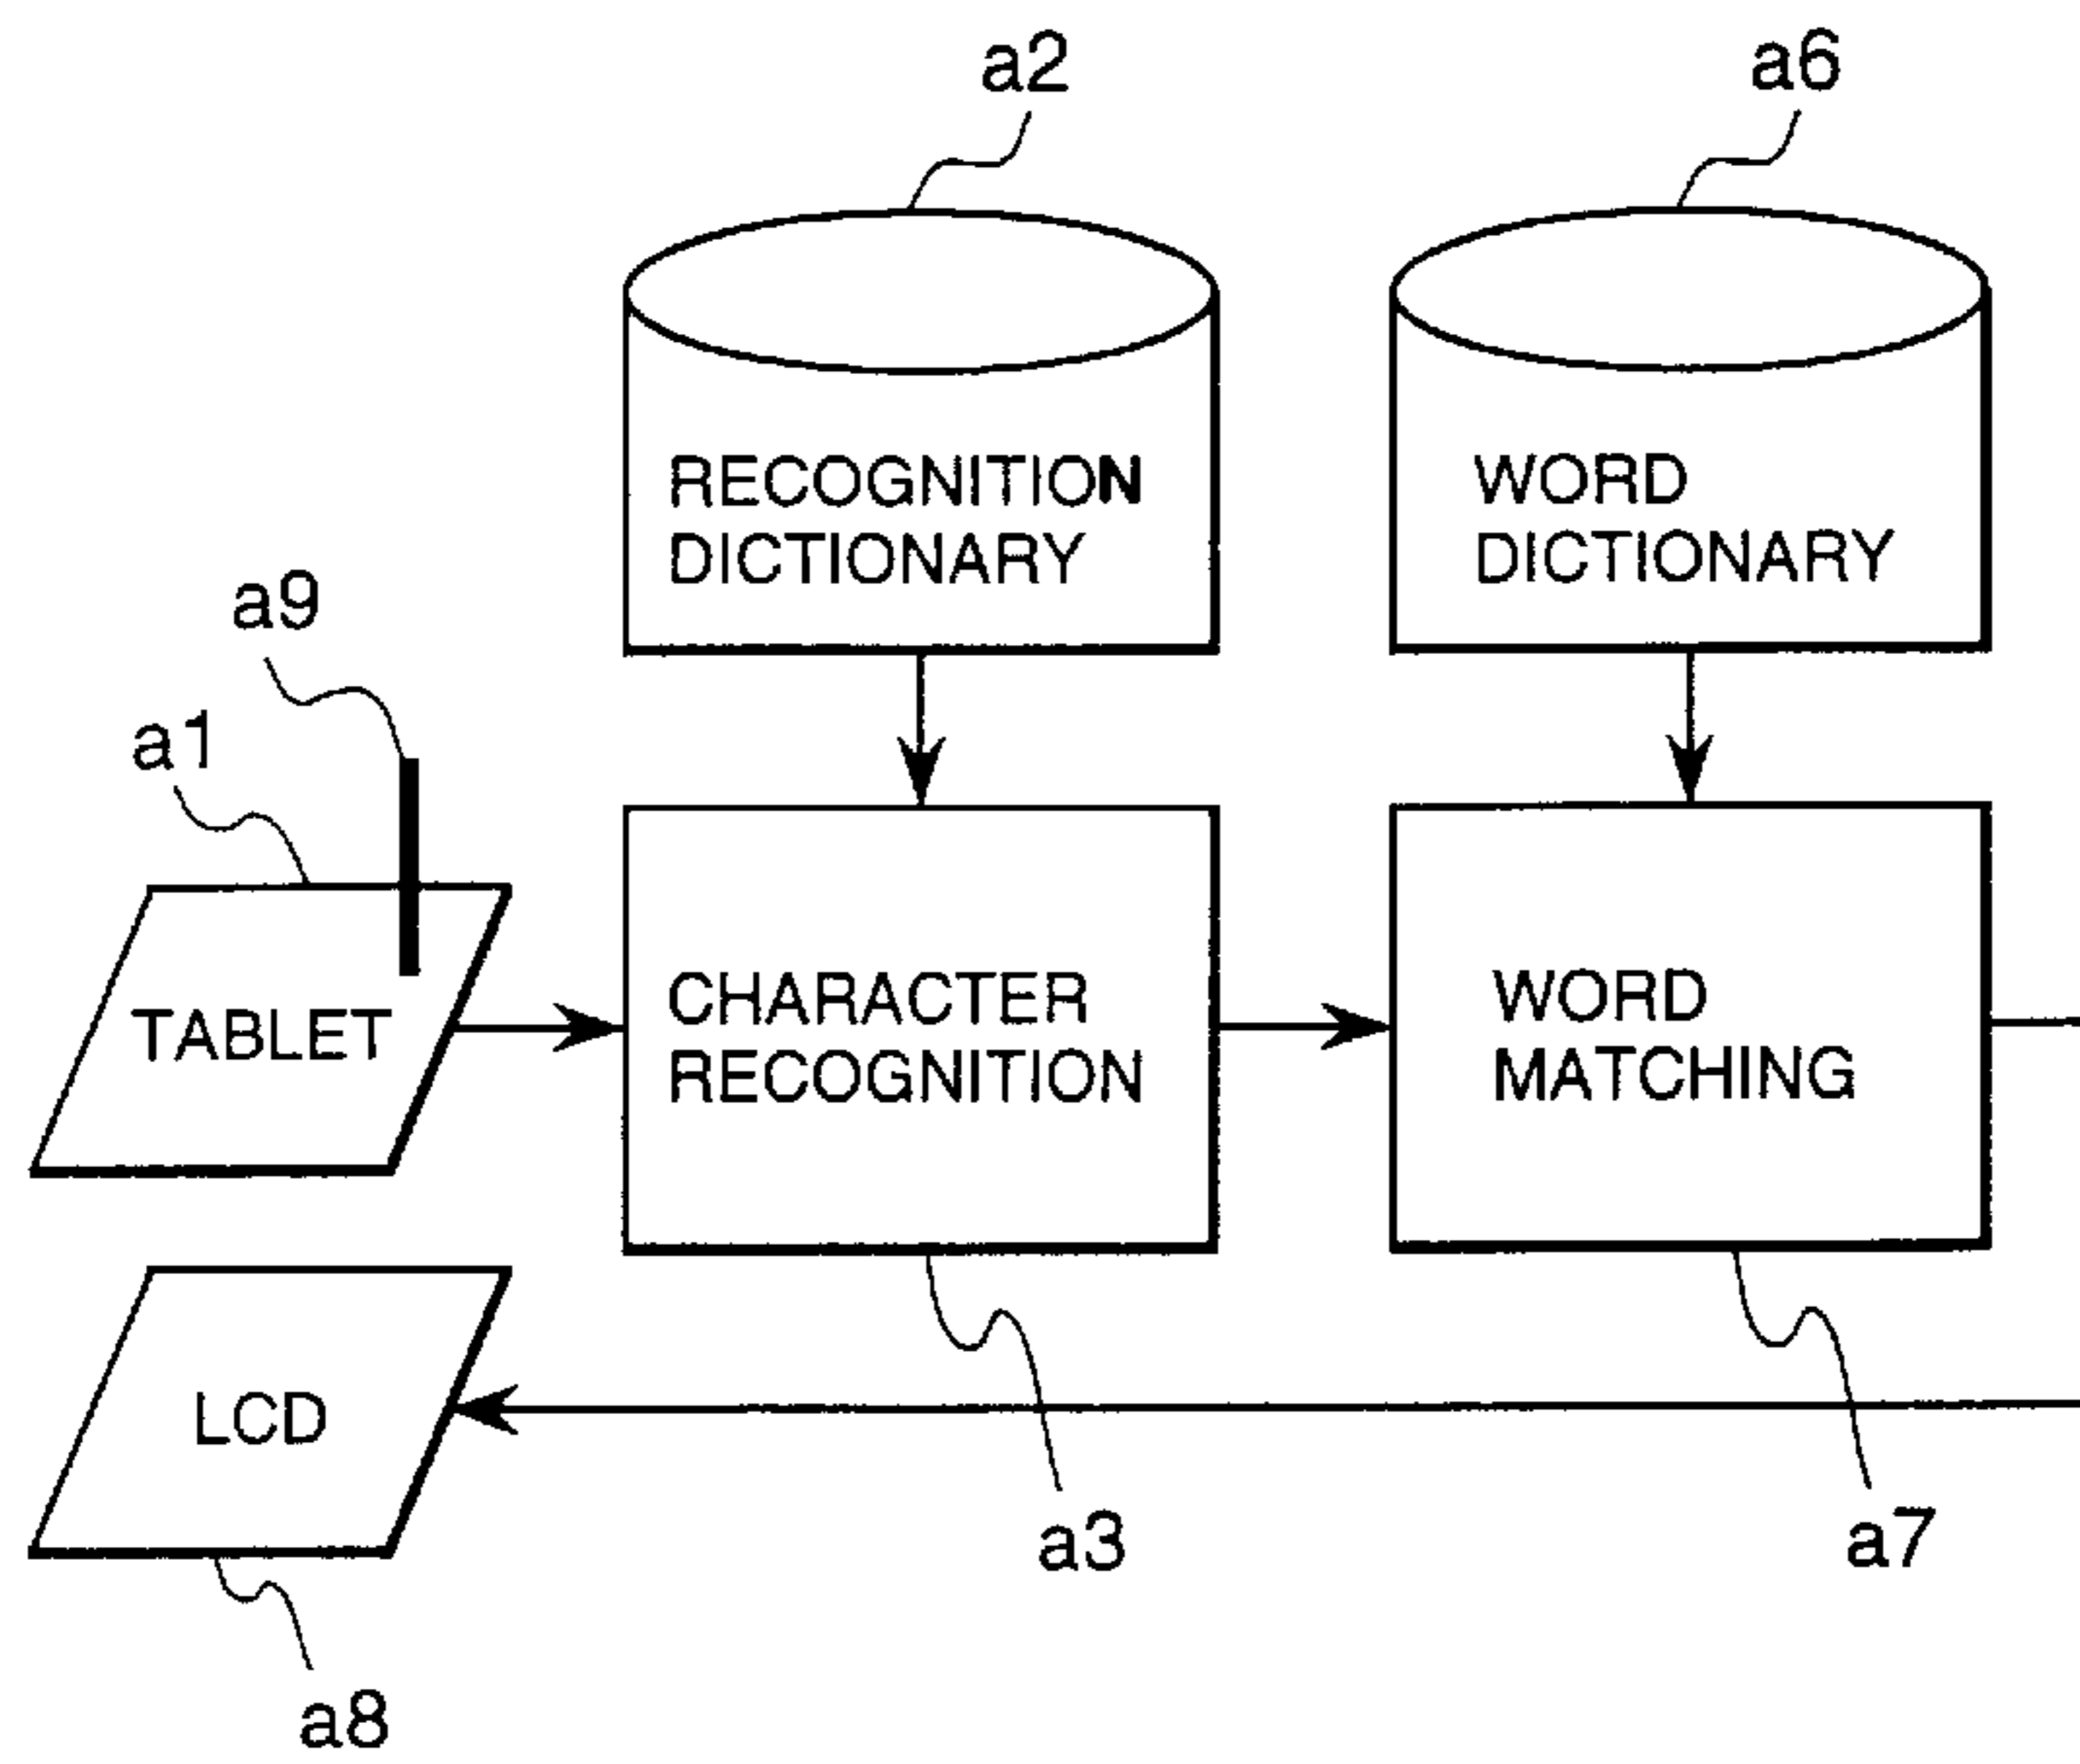 a2
a6
RECOGNITION
DICTIONARY
WORD
DICTIONARY
a9
a1
TABLET
CHARACTER
RECOGNITION
WORD
MATCHING
LCD
a3
a7
a8